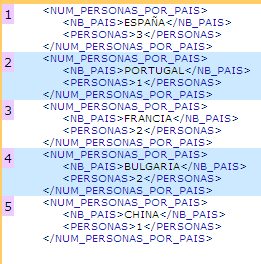 1 <NUM_PERSONAS_POR_PAIS>
<NB_PAIS>ESPAÑA</NB_PAIS>
<PERSONAS>3</PERSONAS>
</NUM_PERSONAS_POR_PAIS>
2 <NUM_PERSONAS_POR_PAIS>
<NB_PAIS>PORTUGAL</NB_PAIS>
<PERSONAS>1</PERSONAS>
</NUM_PERSONAS_POR_PAIS>
3 <NUM_PERSONAS_POR_PAIS>
<NB_PAIS>FRANCIA</NB_PAIS>
<PERSONAS>2</PERSONAS>
</NUM_PERSONAS_POR_PAIS>
4 <NUM_PERSONAS_POR_PAIS>
<NB_PAIS>BULGARIA</NB_PAIS>
<PERSONAS>2</PERSONAS>
</NUM_PERSONAS_POR_PAIS>
5 <NUM_PERSONAS_POR_PAIS>
<NB_PAIS>CHINA</NB_PAIS>
<PERSONAS>1</PERSONAS>
</NUM_PERSONAS_POR_PAIS>